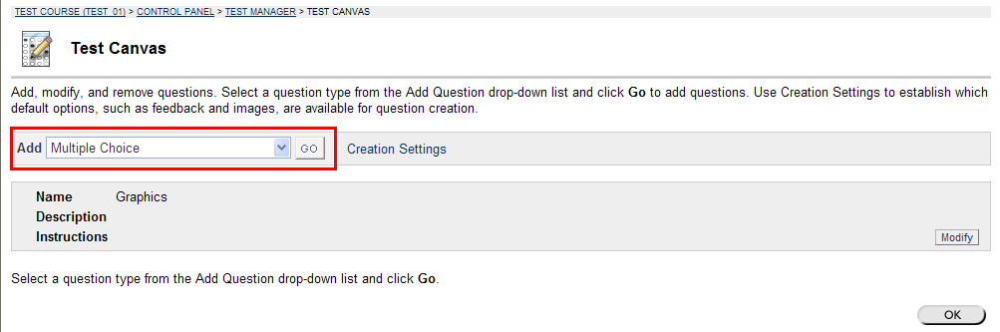 TEST COURSE (TEST_01) > CONTROL PANEL > TEST MANAGER > TEST CANVAS
Test Canvas
Add, modify, and remove questions. Select a question type from the Add Question drop-down list and click Go to add questions. Use Creation Settings to establish which
default options, such as feedback and images, are available for question creation.
Add Multiple Choice GO Creation Settings
Name Graphics
Description
Instructions Modify
Select a question type from the Add Question drop-down list and click Go.
OK